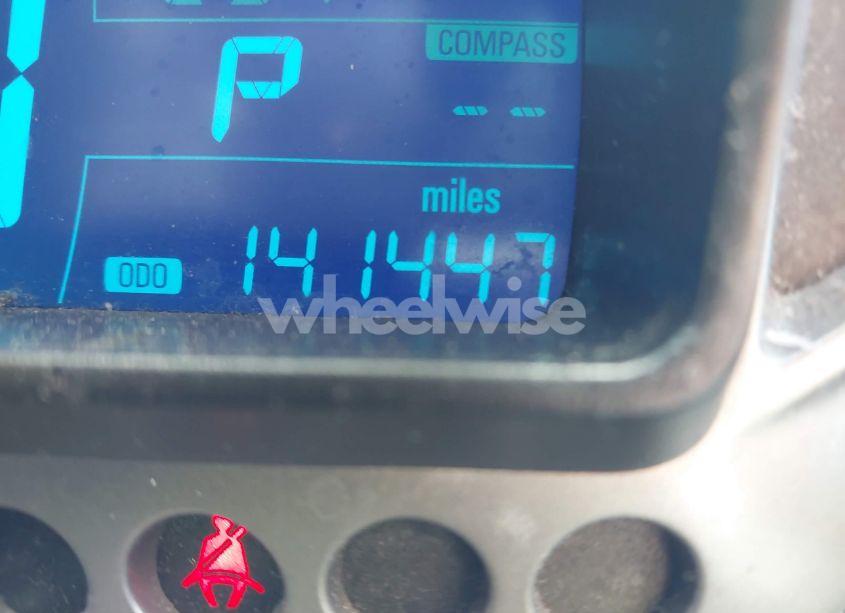 P
COMPASS
--
miles
ODO 141447
wheelwise